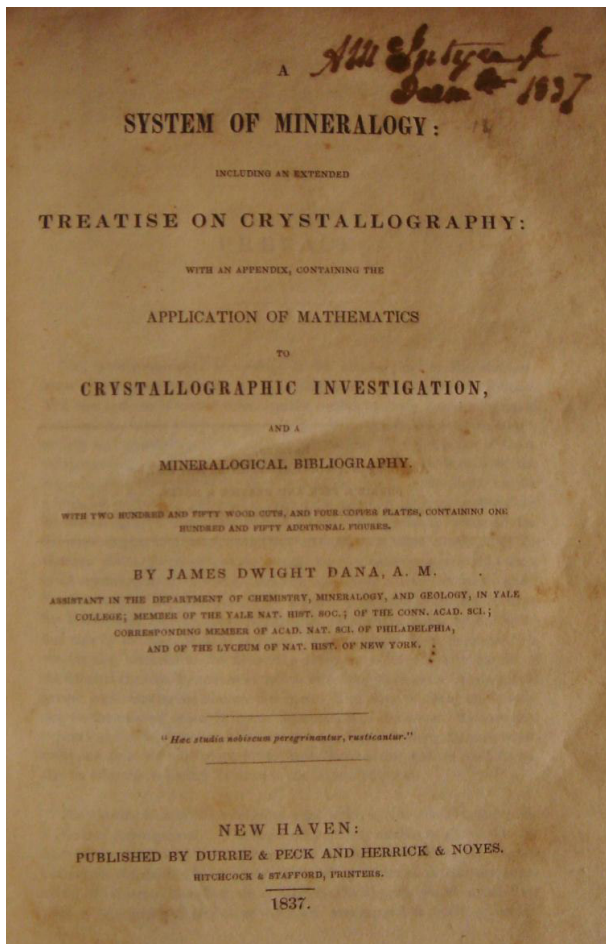 A
1837
SYSTEM OF MINERALOGY:
INCLUDING AN EXTENDED
TREATISE ON CRYSTALLOGRAPHY:
WITH AN APPENDIX, CONTAINING THE
APPLICATION OF MATHEMATICS
TO
CRYSTALLOGRAPHIC INVESTIGATION,
AND A
MINERALOGICAL BIBLIOGRAPHY.
WITH TWO HUNDRED AND FIFTY WOOD CUTS, AND FOUR COPPER PLATES, CONTAINING ONE
HUNDRED AND FIFTY ADDITIONAL FIGURES.
BY JAMES DWIGHT DANA, A. M.
ASSISTANT IN THE DEPARTMENT OF CHEMISTRY, MINERALOGY, AND GEOLOGY, IN YALE
COLLEGE; MEMBER OF THE YALE NAT. HIST. SOC.; OF THE CONN. ACAD. SCI.;
CORRESPONDING MEMBER OF ACAD. NAT. SCI. OF PHILADELPHIA,
AND OF THE LYCEUM OF NAT. HIST. OF NEW YORK.
"Hæc studia nobiscum peregrinantur, rusticantur."
NEW HAVEN:
PUBLISHED BY DURRIE & PECK AND HERRICK & NOYES.
HITCHCOCK & STAFFORD, PRINTERS.
1837.